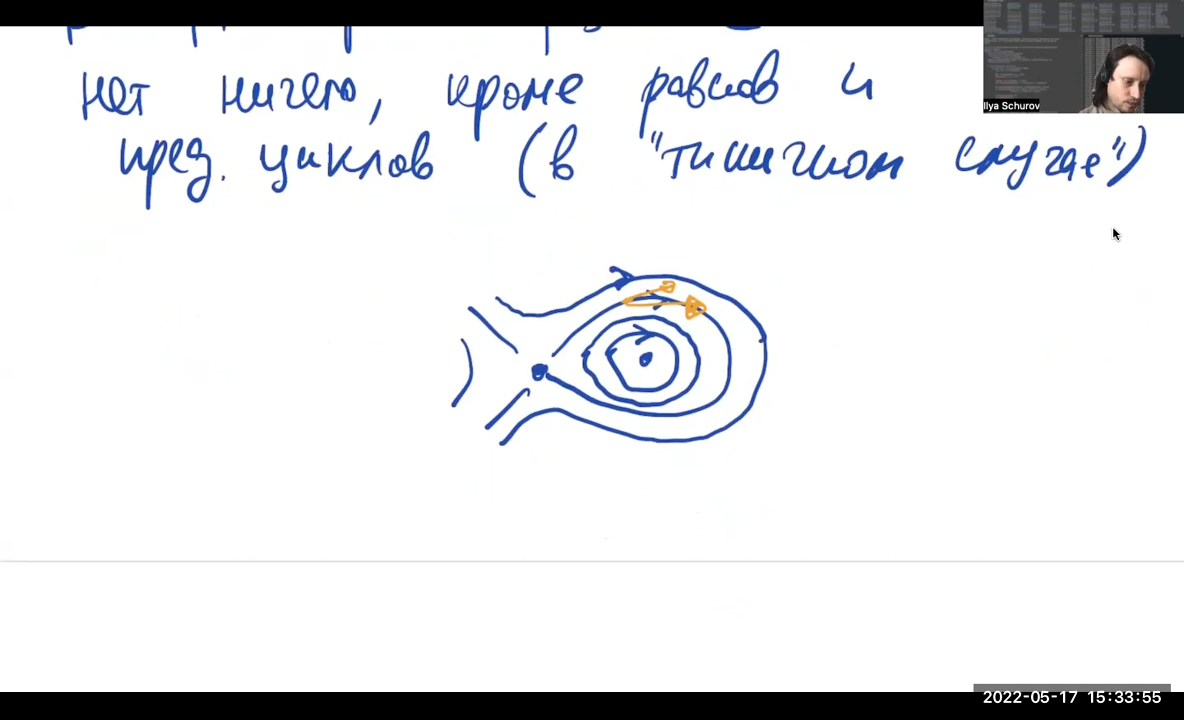 нет ничего, кроме равнов и
пред. циклов (в "типичном случае")
Ilya Schurov
2022-05-17 15:33:55